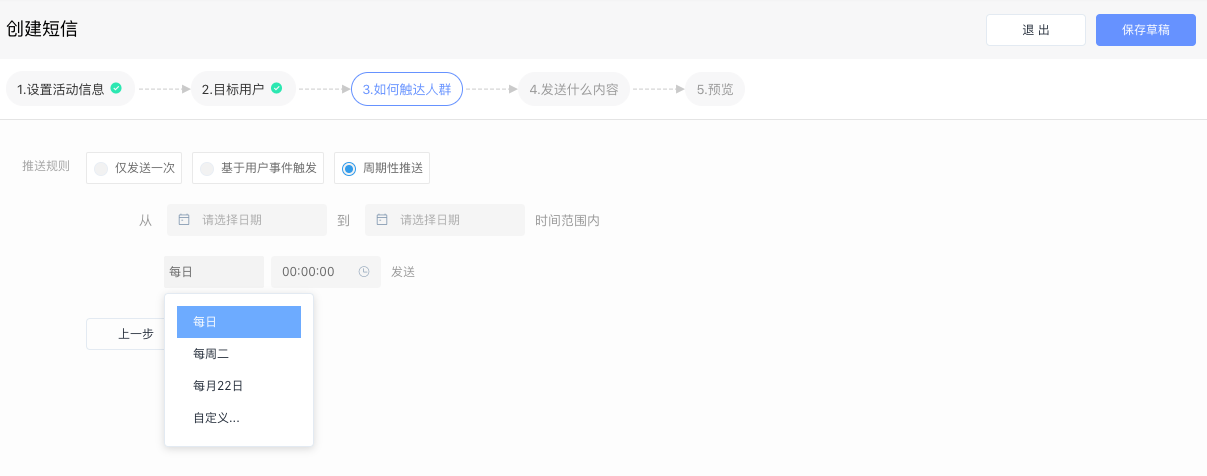 创建短信
退 出
保存草稿
1.设置活动信息
2.目标用户
3.如何触达人群
4.发送什么内容
5.预览
推送规则
仅发送一次
基于用户事件触发
周期性推送
从 请选择日期 到 请选择日期 时间范围内
每日 00:00:00 发送
每日
上一步
每周二
每月22日
自定义...